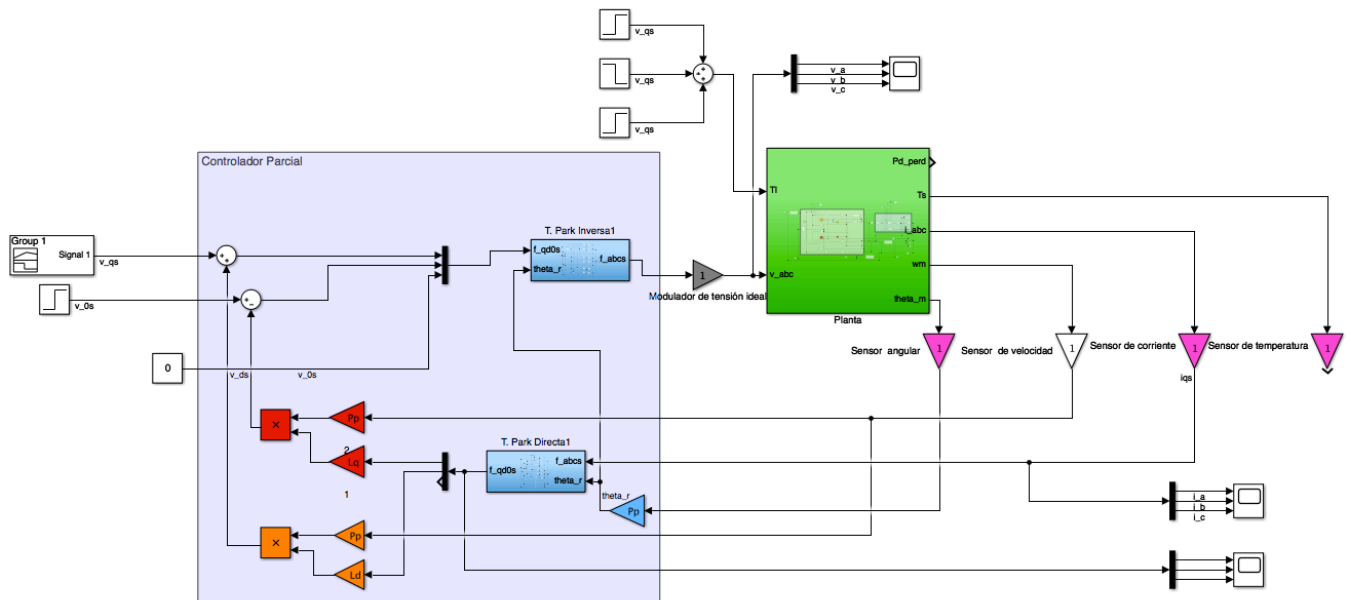 v_qs
v_qs
v_qs
v_a
v_b
v_c
Controlador Parcial
Pd_perd
Tl
Ts
i_abc
wm
v_abc
theta_m
Planta
Group 1
Signal 1
v_qs
v_0s
T. Park Inversa1
f_qd0s
theta_r
f_abcs
1
Modulador de tensión ideal
Sensor angular
1
Sensor de velocidad
1
Sensor de corriente
1
Sensor de temperatura
1
0
v_ds
v_0s
iqs
×
Pp
2
Lq
1
T. Park Directa1
f_qd0s
f_abcs
theta_r
theta_r
Pp
×
Pp
Ld
i_a
i_b
i_c